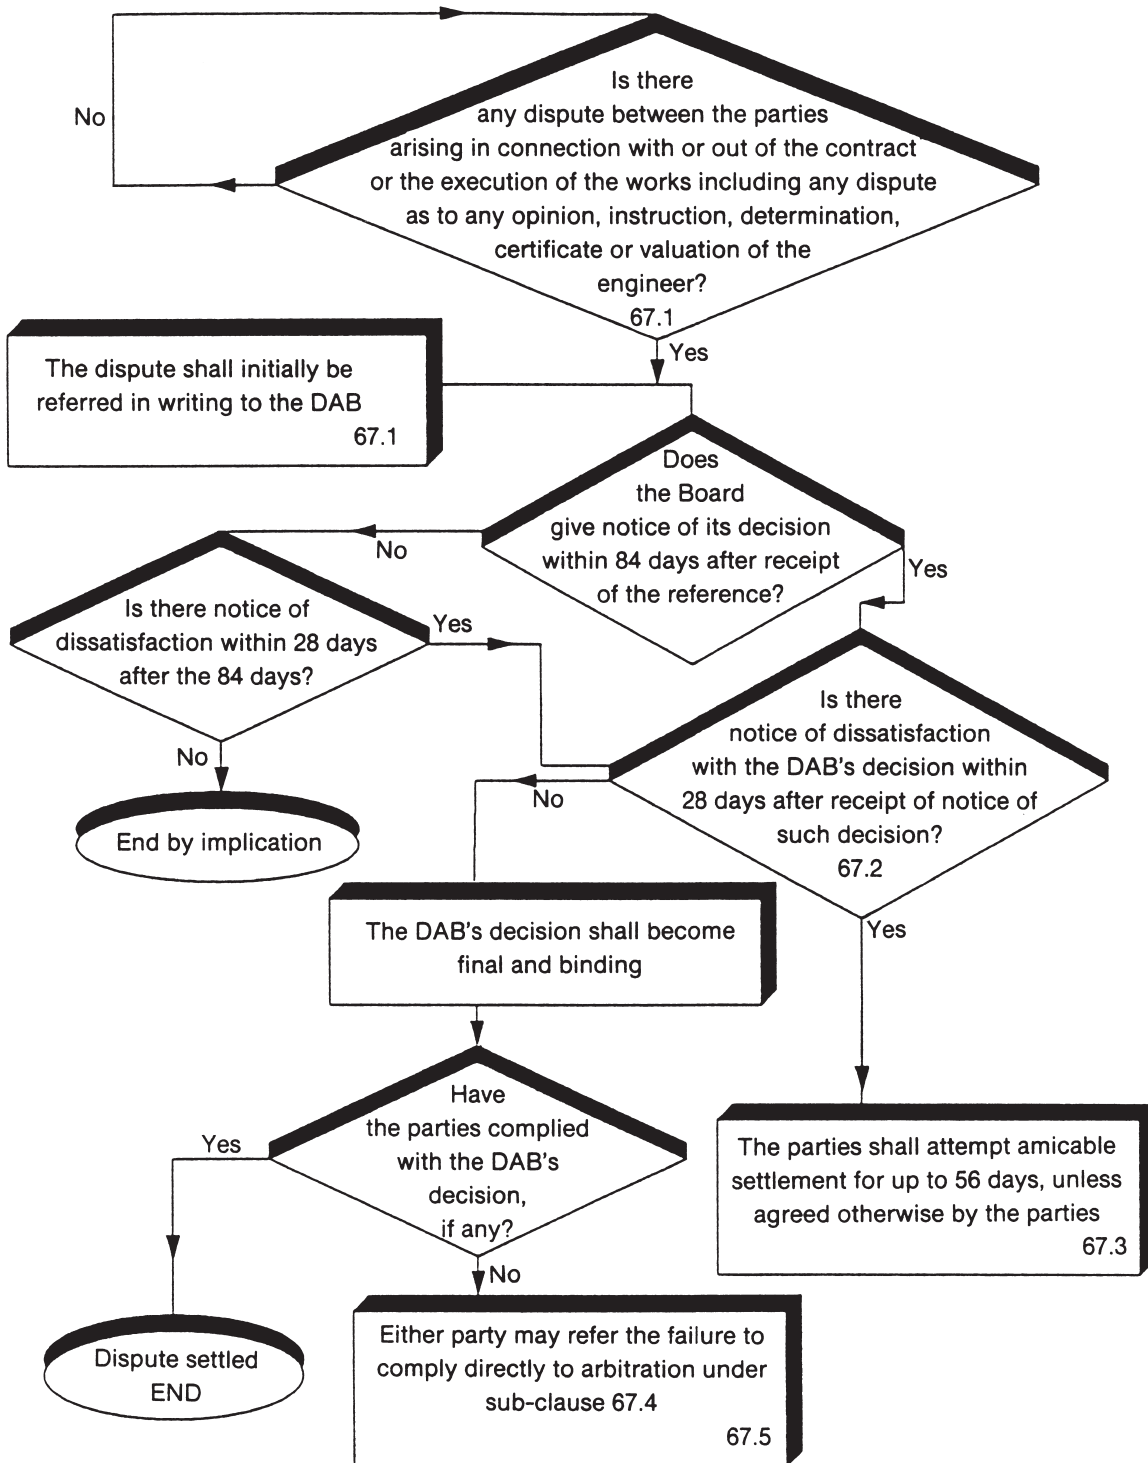 No
Is there
any dispute between the parties
arising in connection with or out of the contract
or the execution of the works including any dispute
as to any opinion, instruction, determination,
certificate or valuation of the
engineer?
67.1
Yes
The dispute shall initially be
referred in writing to the DAB
67.1
Does
the Board
give notice of its decision
within 84 days after receipt
of the reference?
No
Yes
Is there notice of
dissatisfaction within 28 days
after the 84 days?
Yes
No
End by implication
Is there
notice of dissatisfaction
with the DAB's decision within
28 days after receipt of notice of
such decision?
67.2
No
Yes
The DAB's decision shall become
final and binding
Have
the parties complied
with the DAB's
decision,
if any?
Yes
No
The parties shall attempt amicable
settlement for up to 56 days, unless
agreed otherwise by the parties
67.3
Dispute settled
END
Either party may refer the failure to
comply directly to arbitration under
sub-clause 67.4
67.5